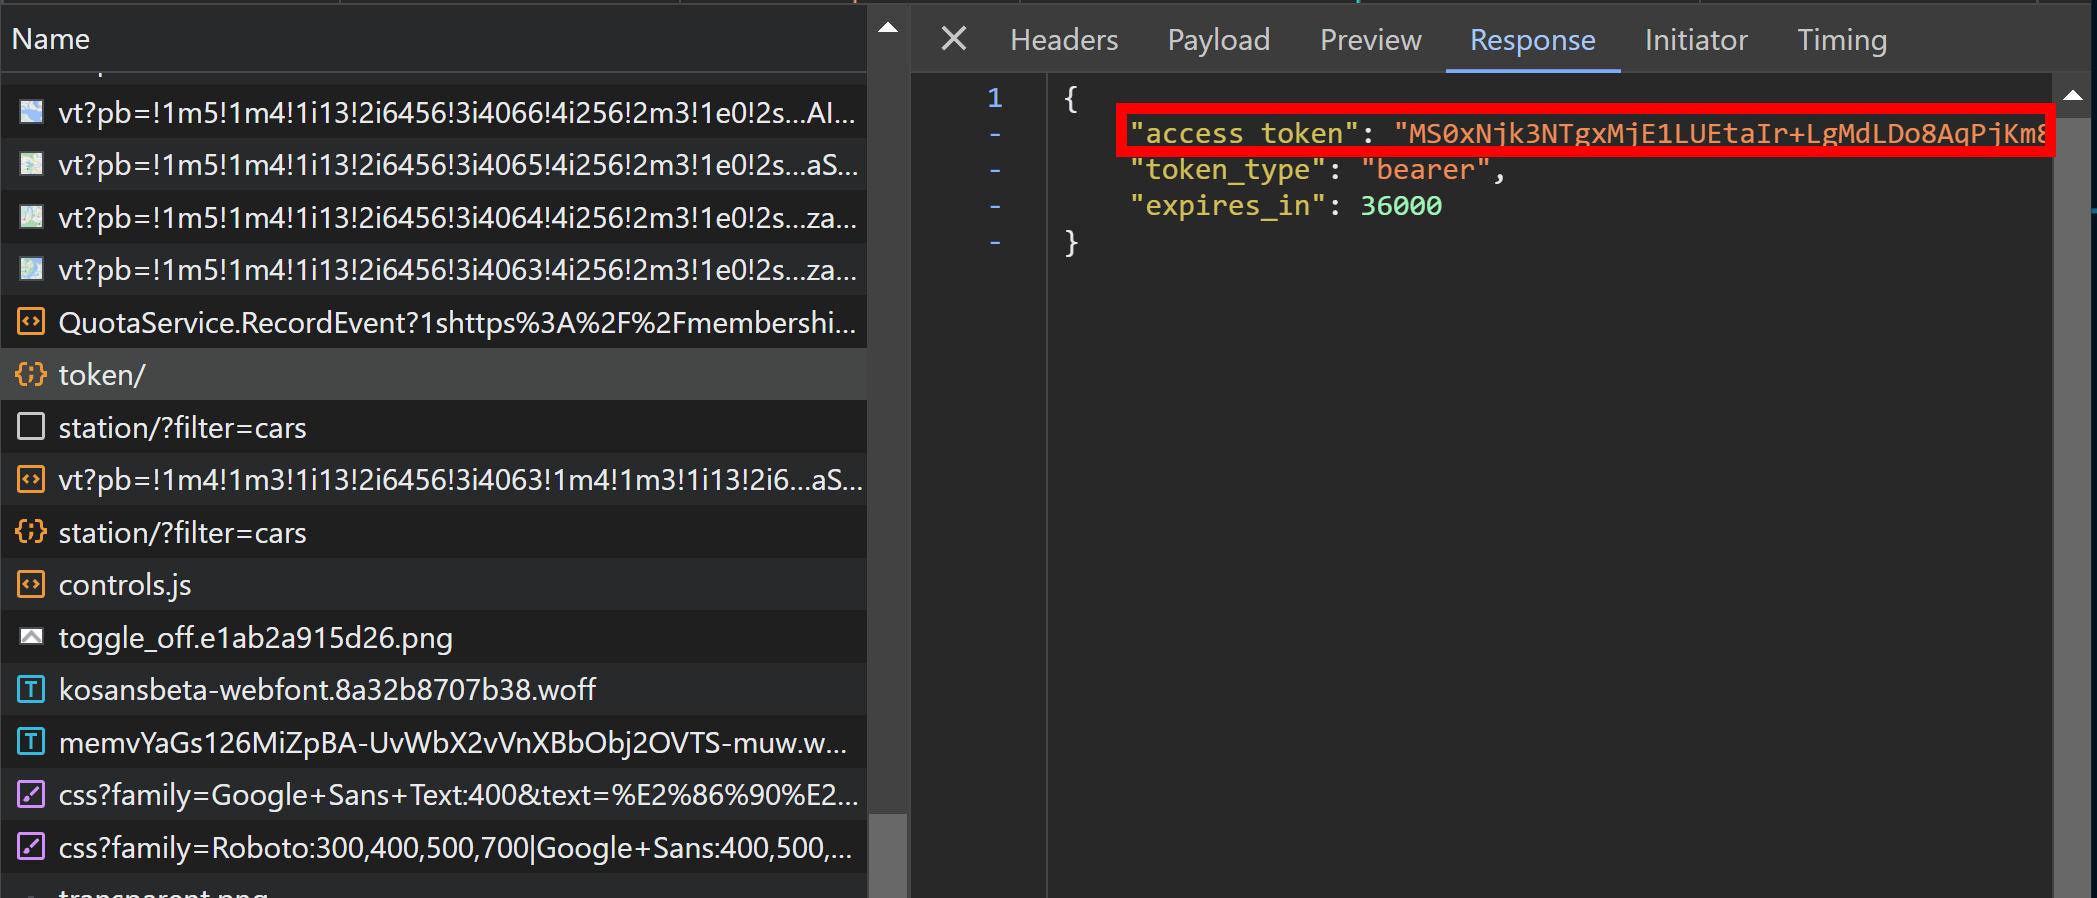 Name
vt?pb=!1m5!1m4!1i13!2i6456!3i4066!4i256!2m3!1e0!2s...AI...
vt?pb=!1m5!1m4!1i13!2i6456!3i4065!4i256!2m3!1e0!2s...aS...
vt?pb=!1m5!1m4!1i13!2i6456!3i4064!4i256!2m3!1e0!2s...za...
vt?pb=!1m5!1m4!1i13!2i6456!3i4063!4i256!2m3!1e0!2s...za...
QuotaService.RecordEvent?1shttps%3A%2F%2Fmembershi...
token/
station/?filter=cars
vt?pb=!1m4!1m3!1i13!2i6456!3i4063!1m4!1m3!1i13!2i6...aS...
station/?filter=cars
controls.js
toggle_off.e1ab2a915d26.png
kosansbeta-webfont.8a32b8707b38.woff
memvYaGs126MiZpBA-UvWbX2vVnXBbObj2OVTS-muw.w...
css?family=Google+Sans+Text:400&text=%E2%86%90%E2...
css?family=Roboto:300,400,500,700|Google+Sans:400,500,...
transparent.png
Headers Payload Preview Response Initiator Timing
1 {
- "access_token": "MS0xNjk3NTgxMjE1LUEtaIr+LgMdLDo8AqPjKm8
- "token_type": "bearer",
- "expires_in": 36000
- }